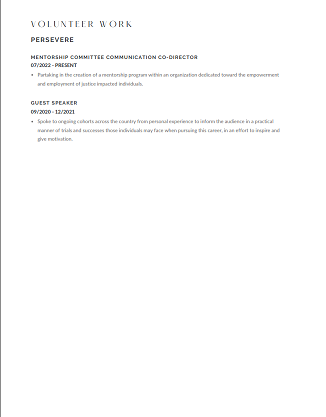 VOLUNTEER WORK
PERSEVERE
MENTORSHIP COMMITTEE COMMUNICATION CO-DIRECTOR
07/2022 - PRESENT
• Partaking in the creation of a mentorship program within an organization dedicated toward the empowerment
and employment of justice impacted individuals.
GUEST SPEAKER
09/2020 - 12/2021
• Spoke to ongoing cohorts across the country from personal experience to inform the audience in a practical
manner of trials and successes those individuals may face when pursuing this career, in an effort to inspire and
give motivation.